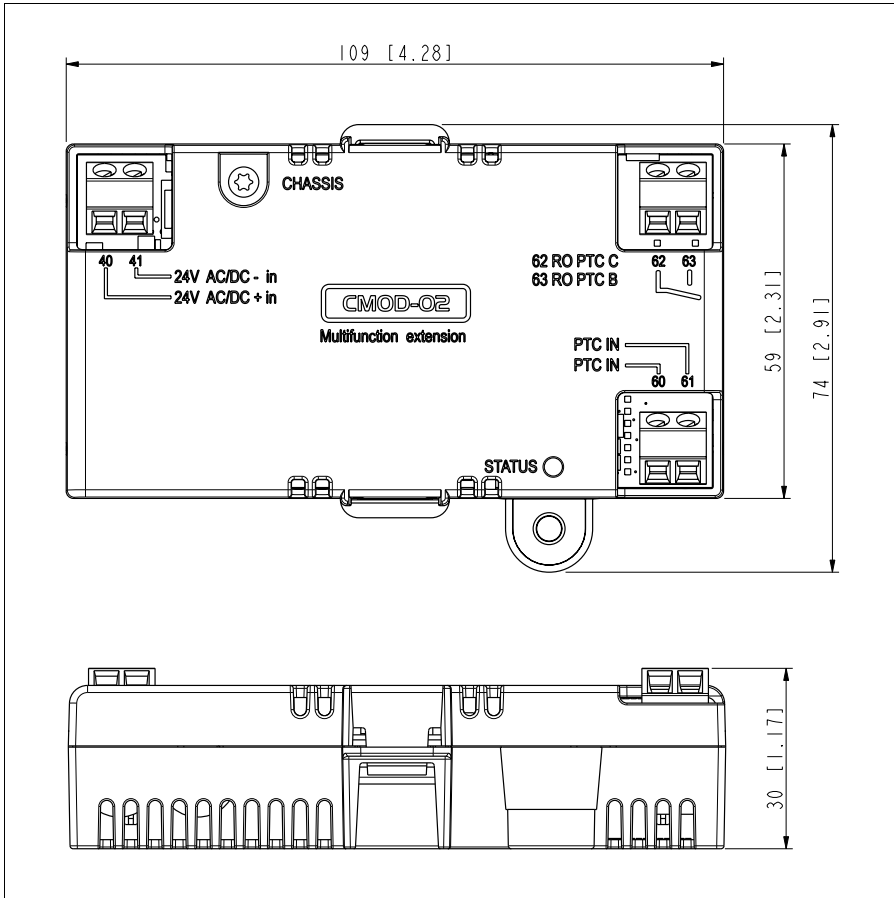 109 [4.28]
CHASSIS
40 41
24V AC/DC - in
24V AC/DC + in
62 RO PTC C 62 63
63 RO PTC B
CMOD-02
Multifunction extension
PTC IN
PTC IN
60 61
STATUS
59 [2.31]
74 [2.91]
30 [1.17]